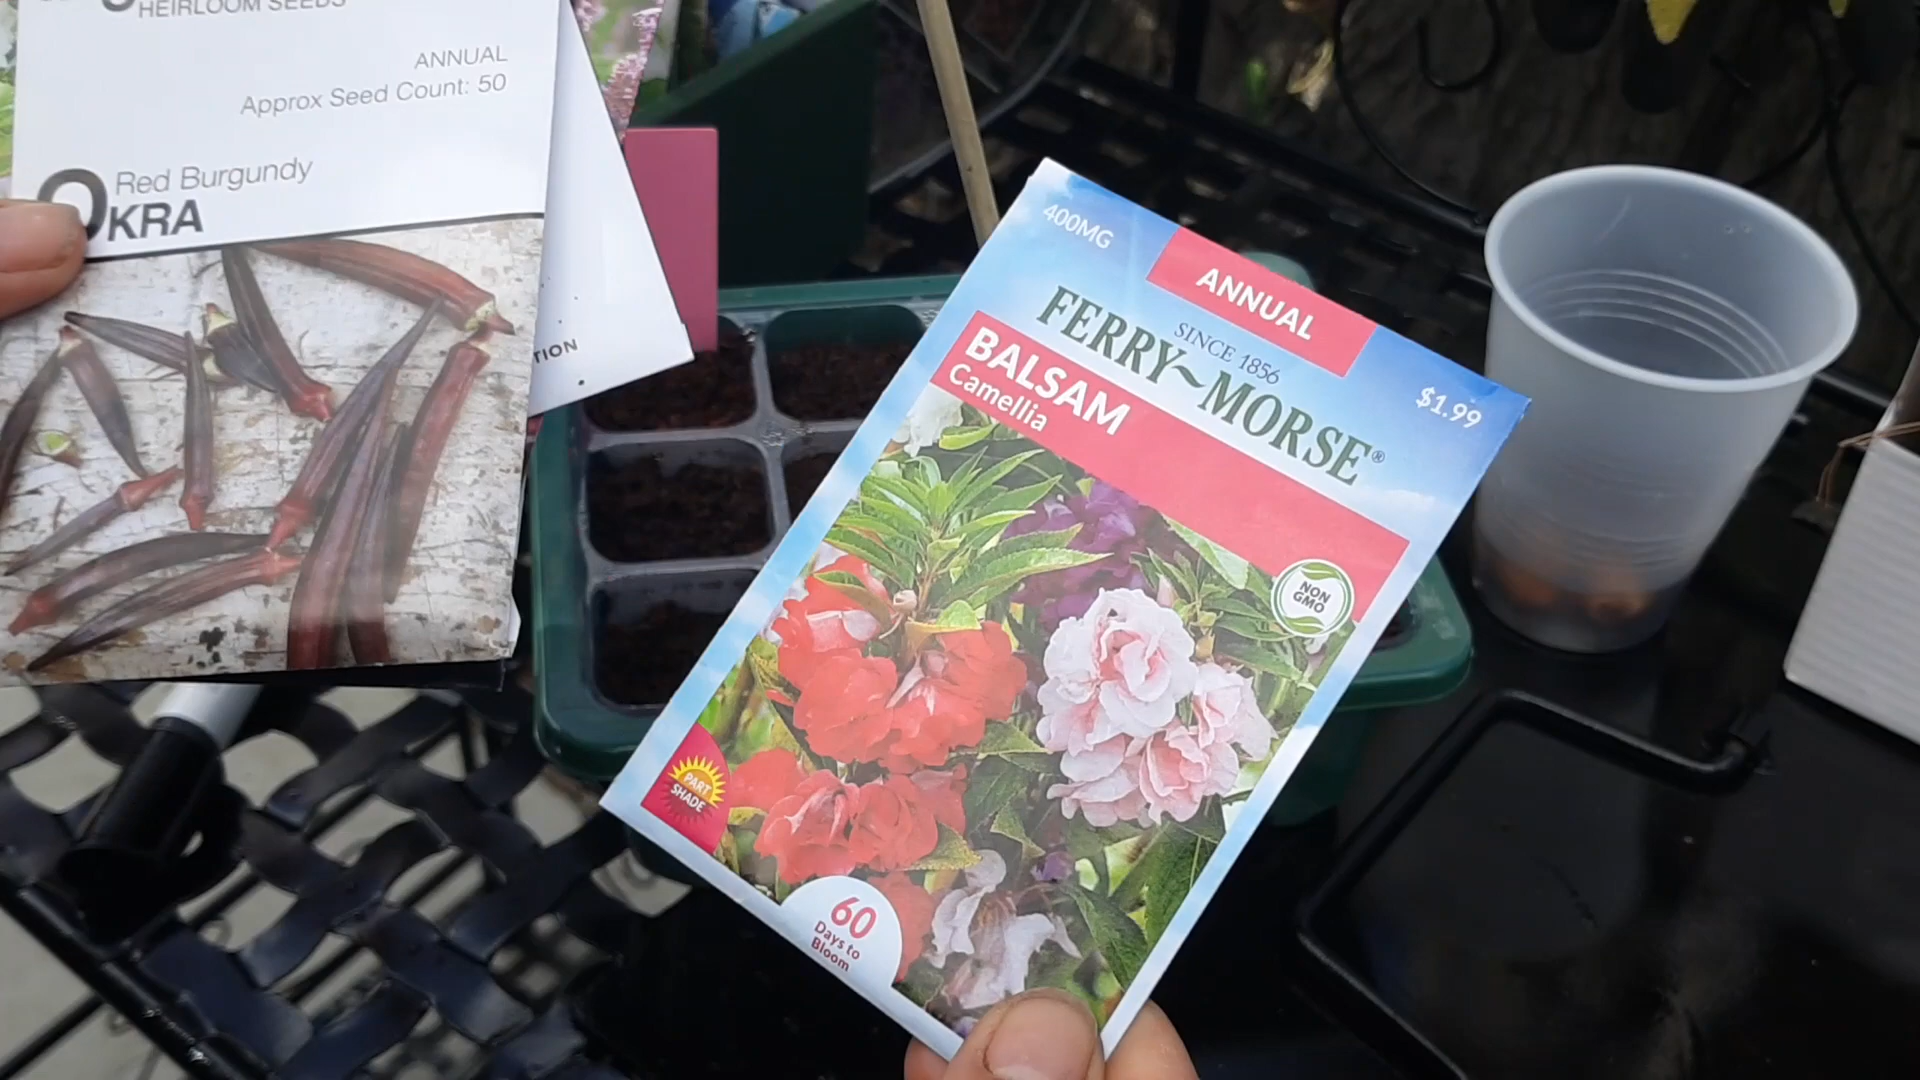 HEIRLOOM SEEDS
ANNUAL
Approx Seed Count: 50
Red Burgundy
OKRA
TION
400MG
ANNUAL
SINCE 1856
FERRY~MORSE®
$1.99
BALSAM
Camellia
NON
GMO
PART
SHADE
60
Days to
Bloom